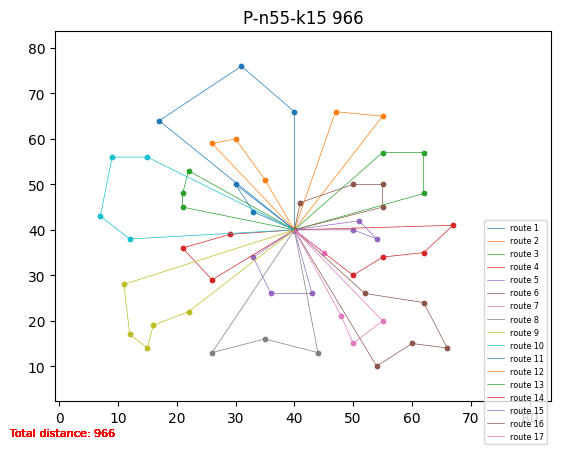 P-n55-k15 966
80
70
60
50
40
30
20
10
0 10 20 30 40 50 60 70 80
route 1
route 2
route 3
route 4
route 5
route 6
route 7
route 8
route 9
route 10
route 11
route 12
route 13
route 14
route 15
route 16
route 17
Total distance: 966